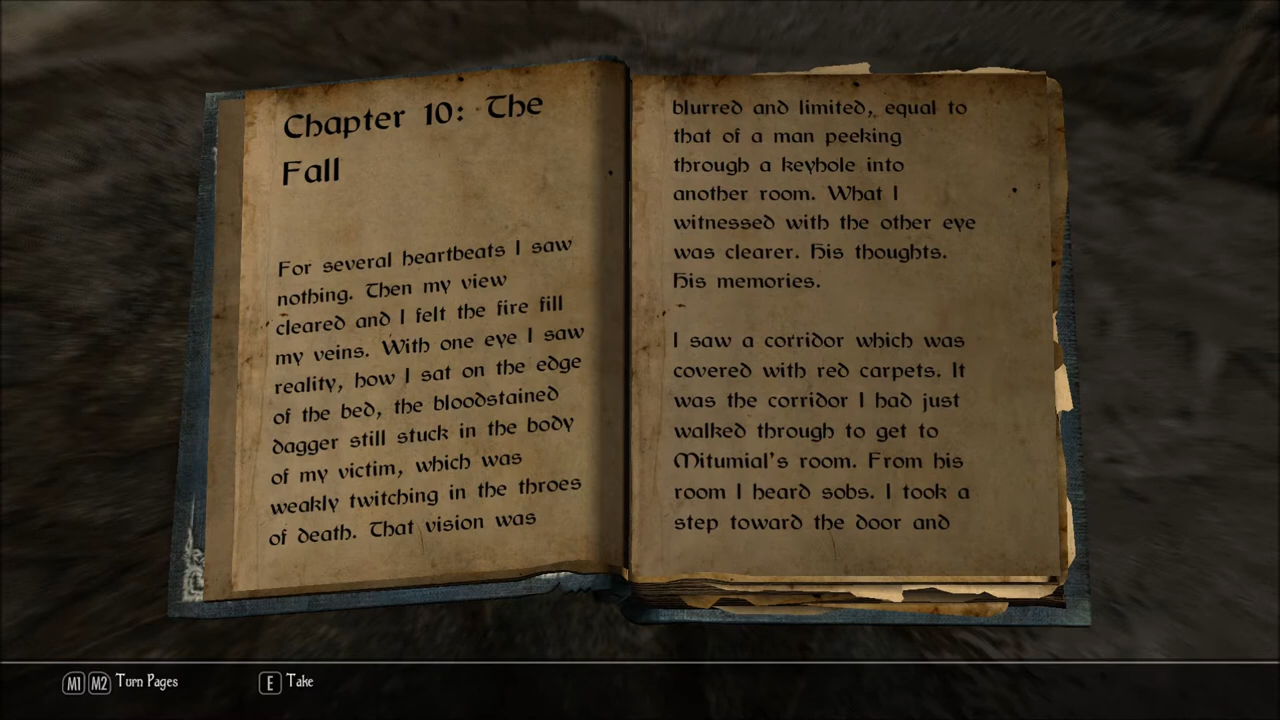 Chapter 10: The
Fall
For several heartbeats I saw
nothing. Then my view
cleared and I felt the fire fill
my veins. With one eye I saw
reality, how I sat on the edge
of the bed, the bloodstained
dagger still stuck in the body
of my victim, which was
weakly twitching in the throes
of death. That vision was
blurred and limited, equal to
that of a man peeking
through a keyhole into
another room. What I
witnessed with the other eye
was clearer. His thoughts.
His memories.
I saw a corridor which was
covered with red carpets. It
was the corridor I had just
walked through to get to
Mitumial's room. From his
room I heard sobs. I took a
step toward the door and
M1 M2 Turn Pages
E Take